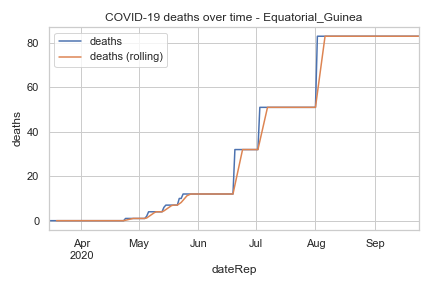 COVID-19 deaths over time - Equatorial_Guinea
deaths
deaths (rolling)
deaths
80
60
40
20
0
Apr
2020
May
Jun
Jul
Aug
Sep
dateRep